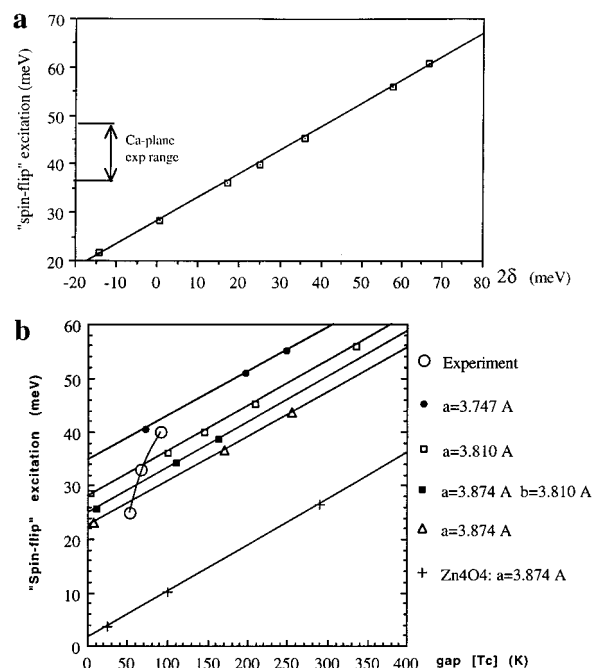 a
"spin-flip" excitation (meV)
70
60
50
40
30
20
Ca-plane
exp range
-20 -10 0 10 20 30 40 50 60 70 80
2δ (meV)
b
"Spin-flip" excitation (meV)
60
50
40
30
20
10
0
0 50 100 150 200 250 300 350 400
gap [Tc] (K)
Experiment
a=3.747 A
a=3.810 A
a=3.874 A b=3.810 A
a=3.874 A
Zn4O4: a=3.874 A